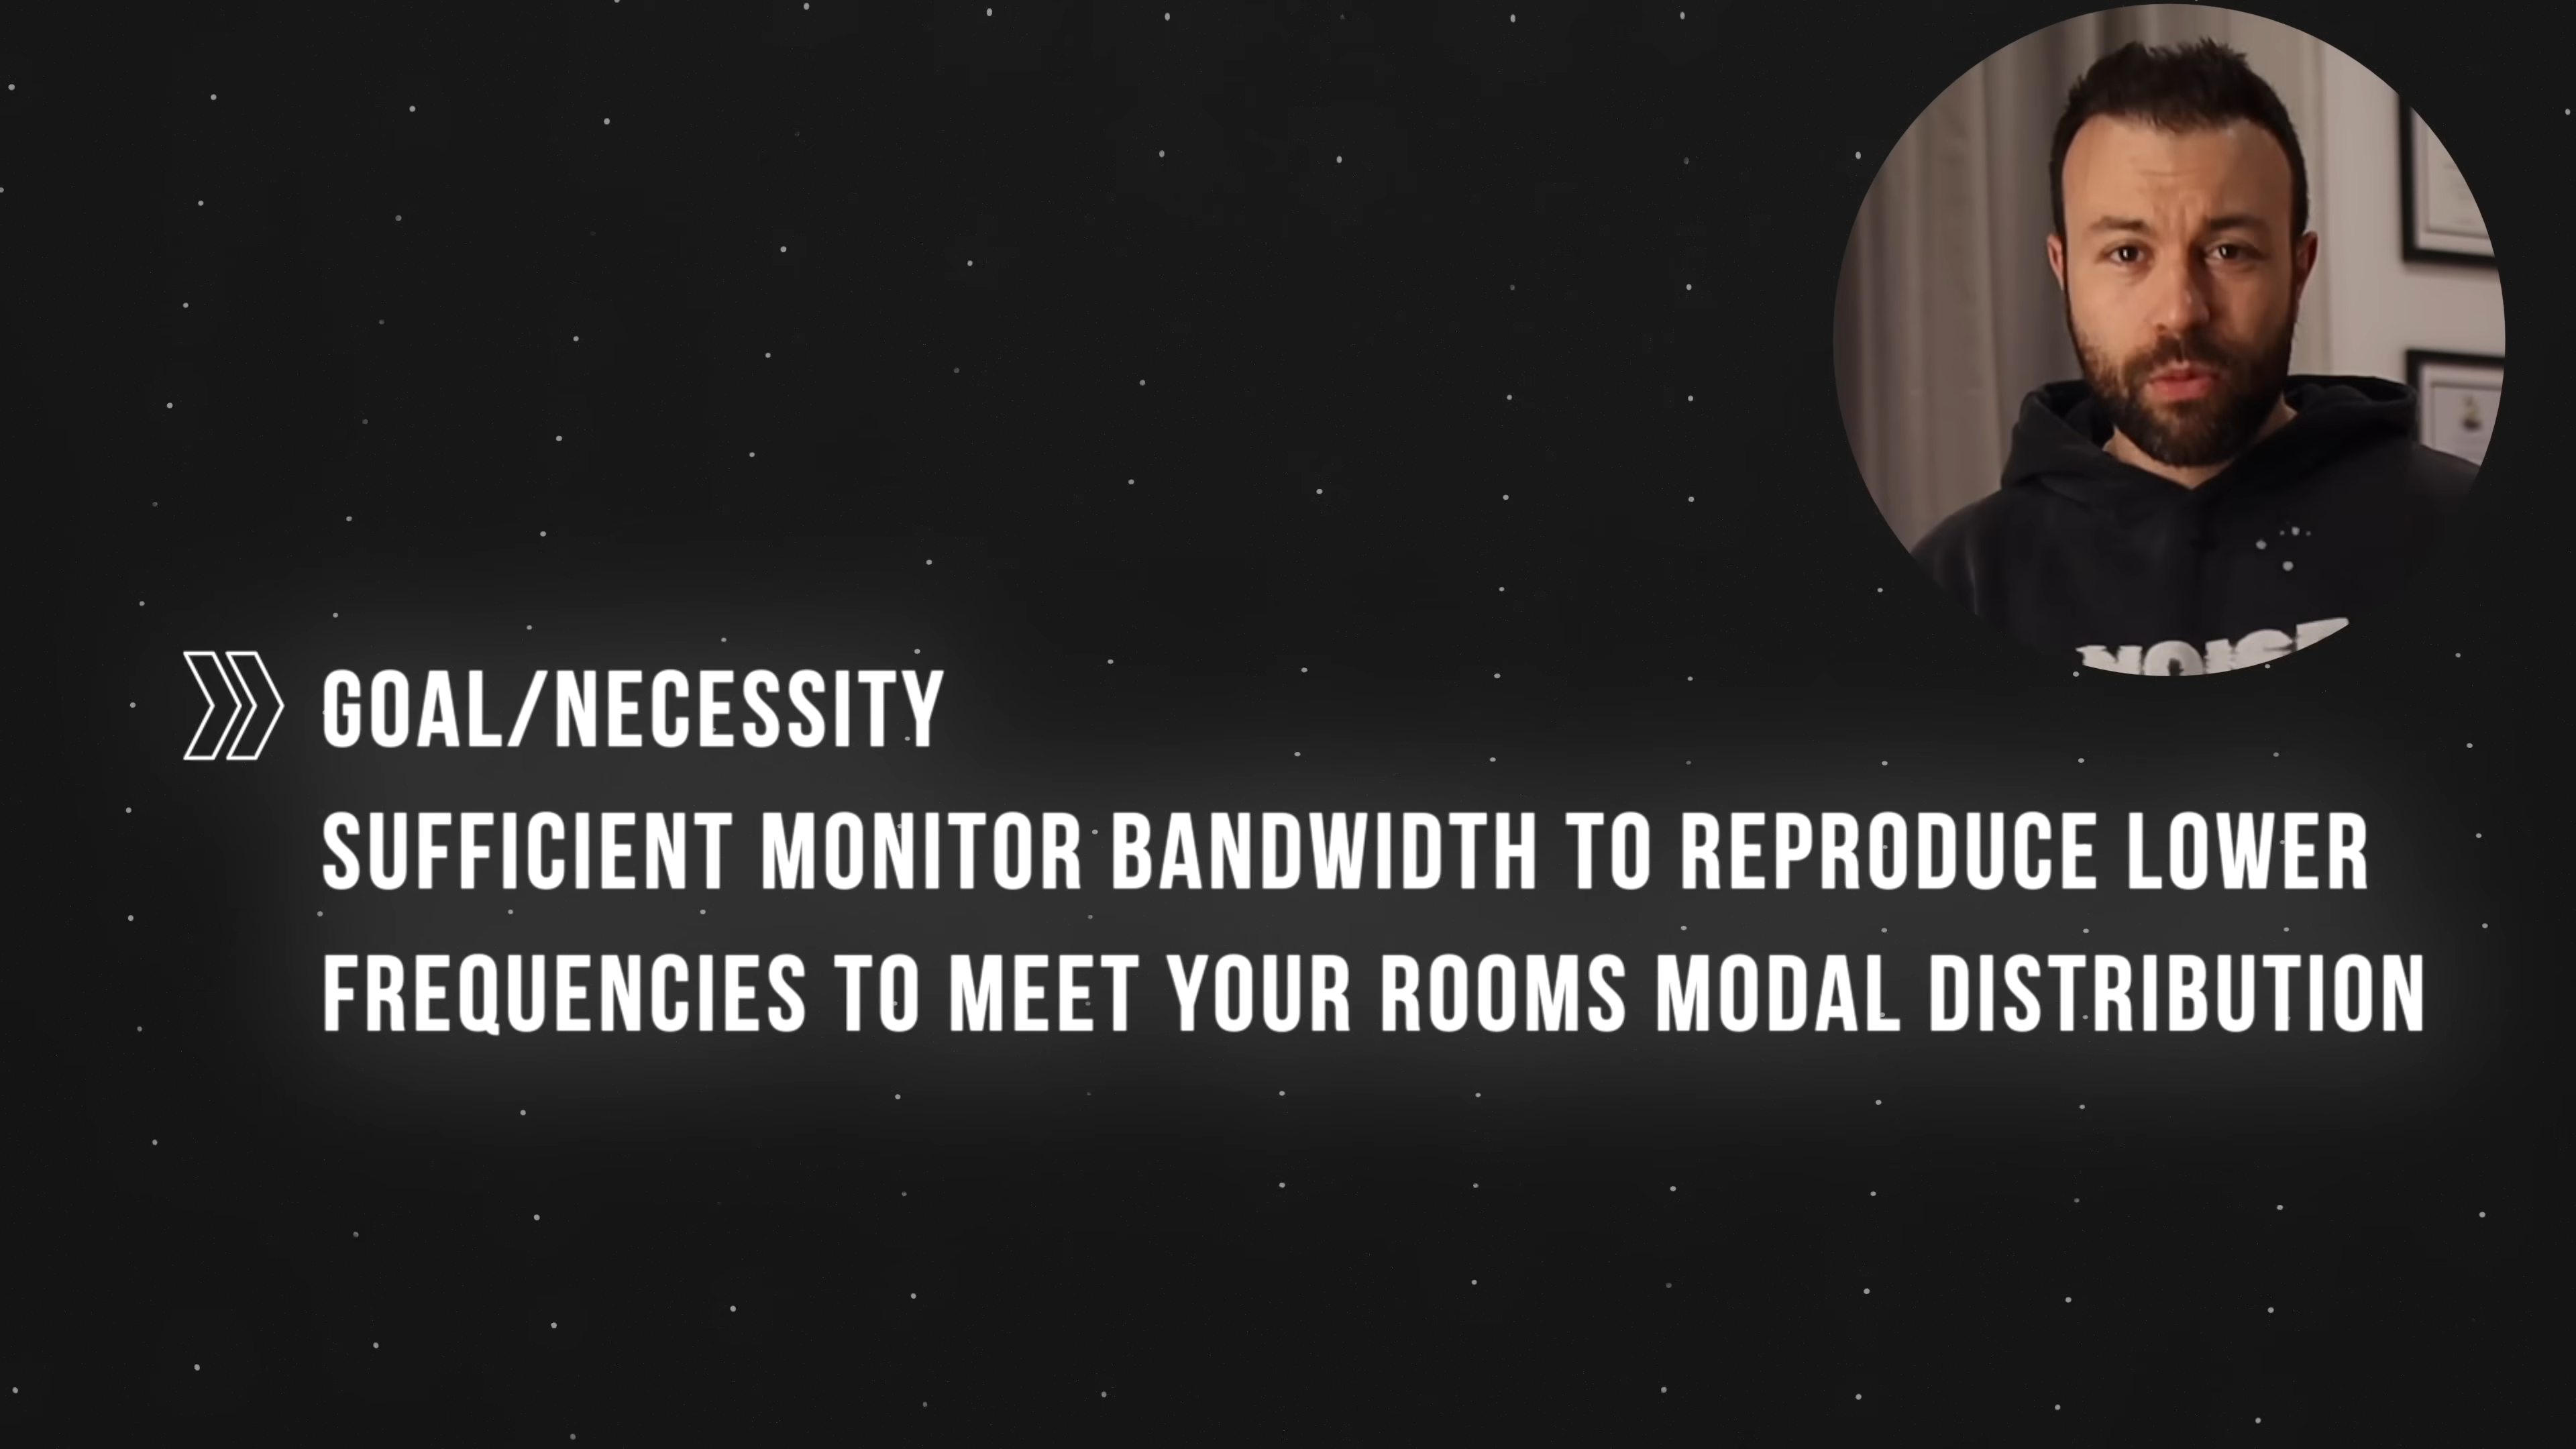 GOAL/NECESSITY
SUFFICIENT MONITOR BANDWIDTH TO REPRODUCE LOWER
FREQUENCIES TO MEET YOUR ROOMS MODAL DISTRIBUTION